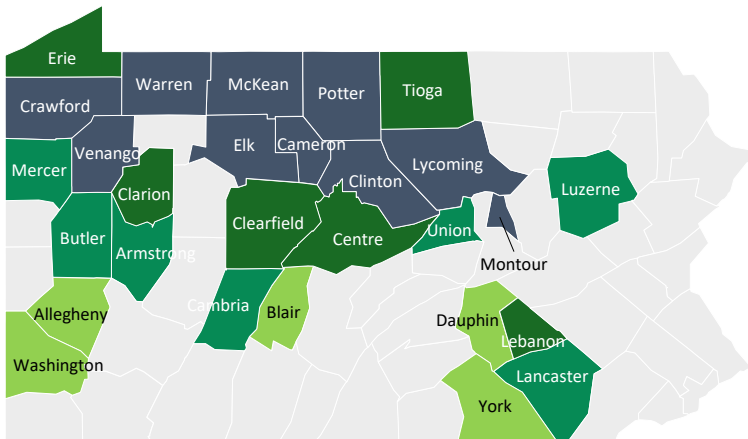 Erie
Warren
McKean
Potter
Tioga
Crawford
Venango
Elk
Cameron
Lycoming
Mercer
Clarion
Clinton
Luzerne
Butler
Armstrong
Clearfield
Centre
Union
Montour
Cambria
Blair
Allegheny
Dauphin
Lebanon
Washington
Lancaster
York